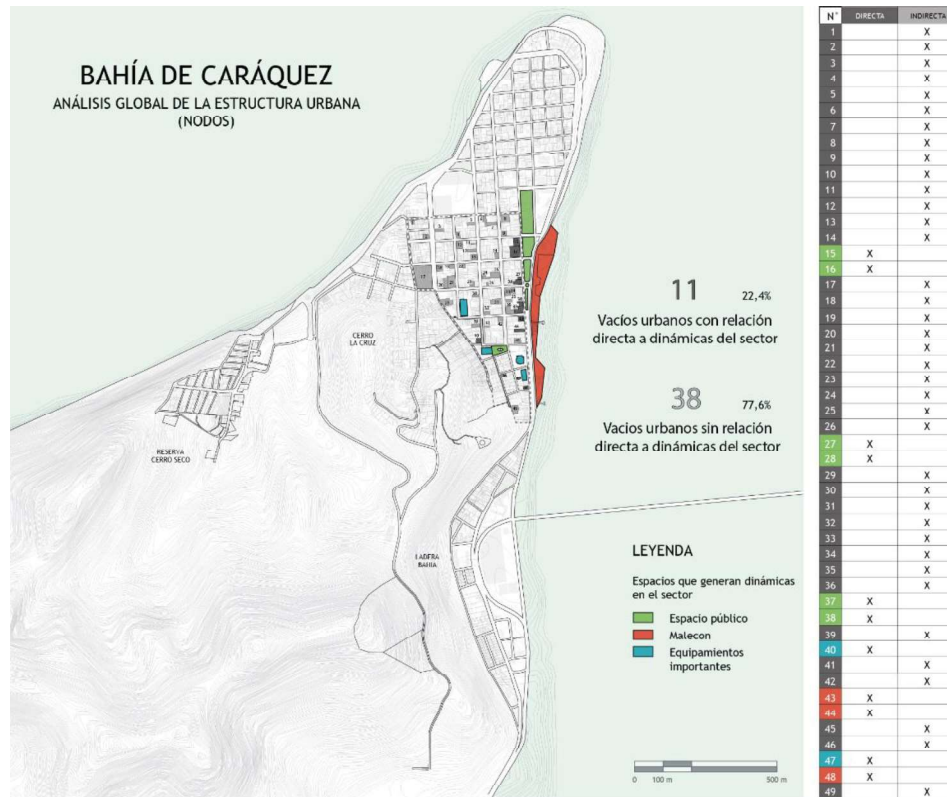 BAHÍA DE CARÁQUEZ
ANÁLISIS GLOBAL DE LA ESTRUCTURA URBANA
(NODOS)
CERRO
LA CRUZ
RESERVA
CERRO SECO
LADERA
BAHIA
11 22,4%
Vacíos urbanos con relación
directa a dinámicas del sector
38 77,6%
Vacios urbanos sin relación
directa a dinámicas del sector
LEYENDA
Espacios que generan dinámicas
en el sector
Espacio público
Malecon
Equipamientos
importantes
0 100 m 500 m
N° DIRECTA INDIRECTA
1 X
2 X
3 X
4 X
5 X
6 X
7 X
8 X
9 X
10 X
11 X
12 X
13 X
14 X
15 X
16 X
17 X
18 X
19 X
20 X
21 X
22 X
23 X
24 X
25 X
26 X
27 X
28 X
29 X
30 X
31 X
32 X
33 X
34 X
35 X
36 X
37 X
38 X
39 X
40 X
41 X
42 X
43 X
44 X
45 X
46 X
47 X
48 X
49 X